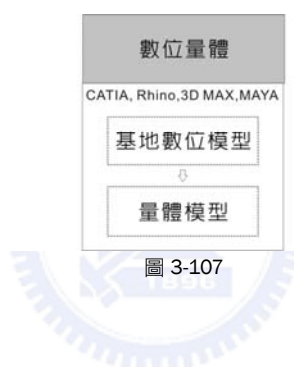 數位量體
CATIA, Rhino,3D MAX,MAYA
基地數位模型
量體模型
圖 3-107
1896